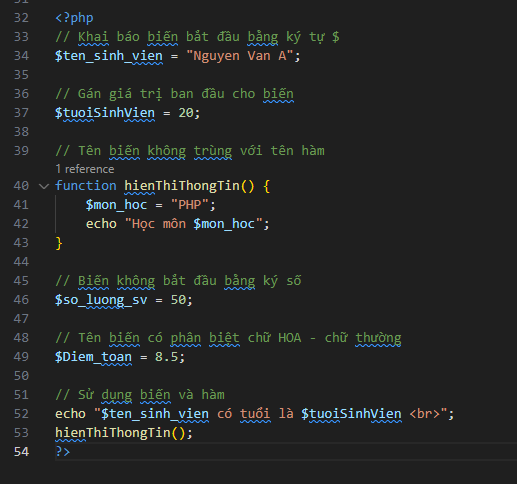 32 <?php
33 // Khai báo biến bắt đầu bằng ký tự $
34 $ten_sinh_vien = "Nguyen Van A";
35
36 // Gán giá trị ban đầu cho biến
37 $tuoiSinhVien = 20;
38
39 // Tên biến không trùng với tên hàm
1 reference
40 function hienThiThongTin() {
41 $mon_hoc = "PHP";
42 echo "Học môn $mon_hoc";
43 }
44
45 // Biến không bắt đầu bằng ký số
46 $so_luong_sv = 50;
47
48 // Tên biến có phân biệt chữ HOA - chữ thường
49 $Diem_toan = 8.5;
50
51 // Sử dụng biến và hàm
52 echo "$ten_sinh_vien có tuổi là $tuoiSinhVien <br>";
53 hienThiThongTin();
54 ?>